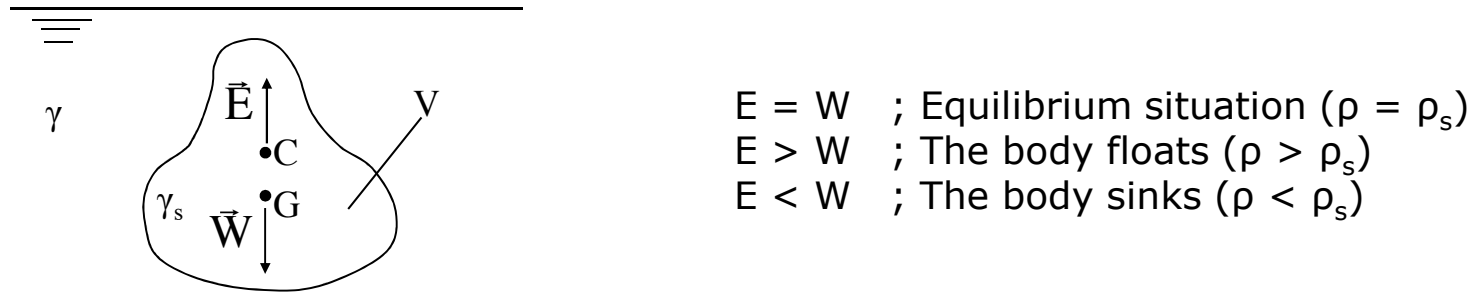 γ
E⃗
V
C
γₛ
G
W⃗
E = W ; Equilibrium situation (ρ = ρₛ)
E > W ; The body floats (ρ > ρₛ)
E < W ; The body sinks (ρ < ρₛ)